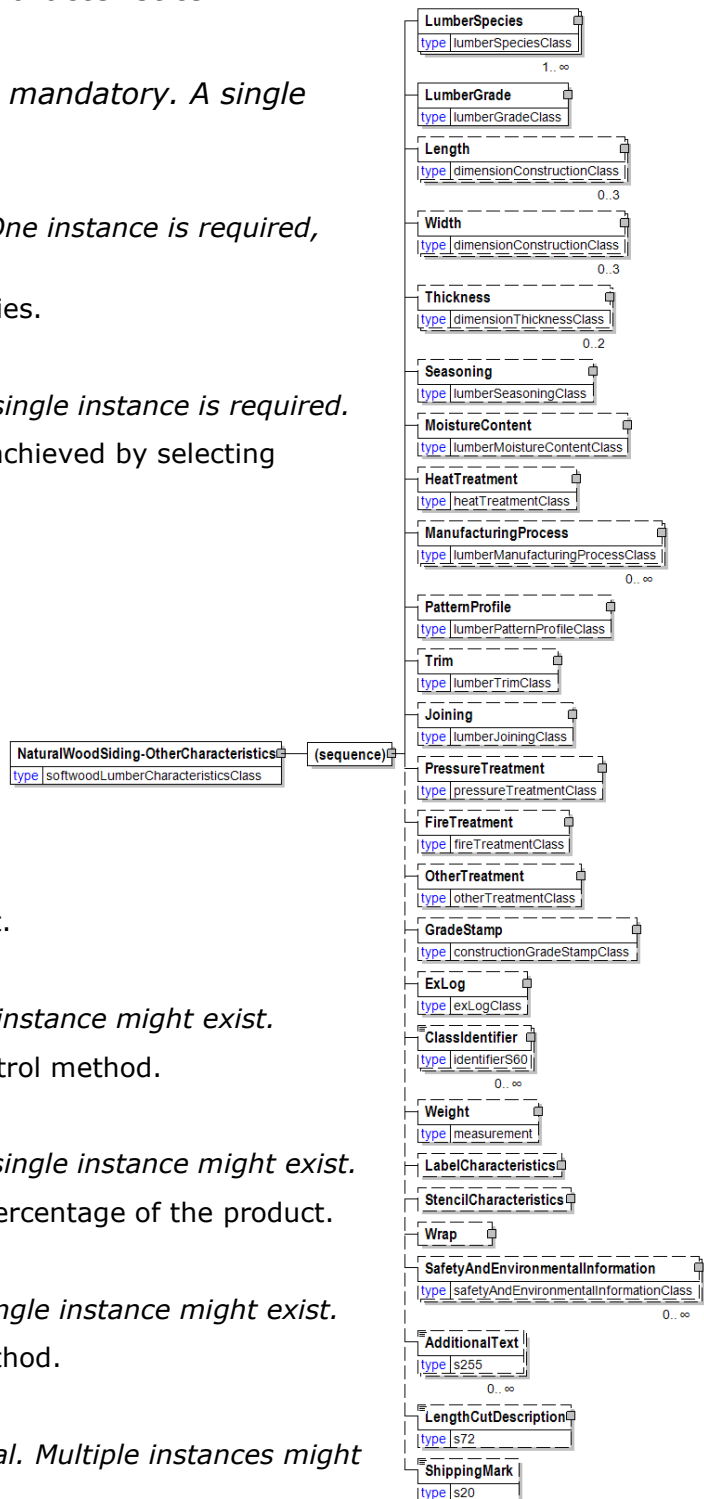 mandatory. A single
One instance is required,
ies.
single instance is required.
achieved by selecting
t.
instance might exist.
trol method.
single instance might exist.
ercentage of the product.
ngle instance might exist.
thod.
al. Multiple instances might
NaturalWoodSiding-OtherCharacteristics
type softwoodLumberCharacteristicsClass
(sequence)
LumberSpecies
type lumberSpeciesClass
1..∞
LumberGrade
type lumberGradeClass
Length
type dimensionConstructionClass
0..3
Width
type dimensionConstructionClass
0..3
Thickness
type dimensionThicknessClass
0..2
Seasoning
type lumberSeasoningClass
MoistureContent
type lumberMoistureContentClass
HeatTreatment
type heatTreatmentClass
ManufacturingProcess
type lumberManufacturingProcessClass
0..∞
PatternProfile
type lumberPatternProfileClass
Trim
type lumberTrimClass
Joining
type lumberJoiningClass
PressureTreatment
type pressureTreatmentClass
FireTreatment
type fireTreatmentClass
OtherTreatment
type otherTreatmentClass
GradeStamp
type constructionGradeStampClass
ExLog
type exLogClass
ClassIdentifier
type identifierS60
0..∞
Weight
type measurement
LabelCharacteristics
StencilCharacteristics
Wrap
SafetyAndEnvironmentalInformation
type safetyAndEnvironmentalInformationClass
0..∞
AdditionalText
type s255
0..∞
LengthCutDescription
type s72
ShippingMark
type s20